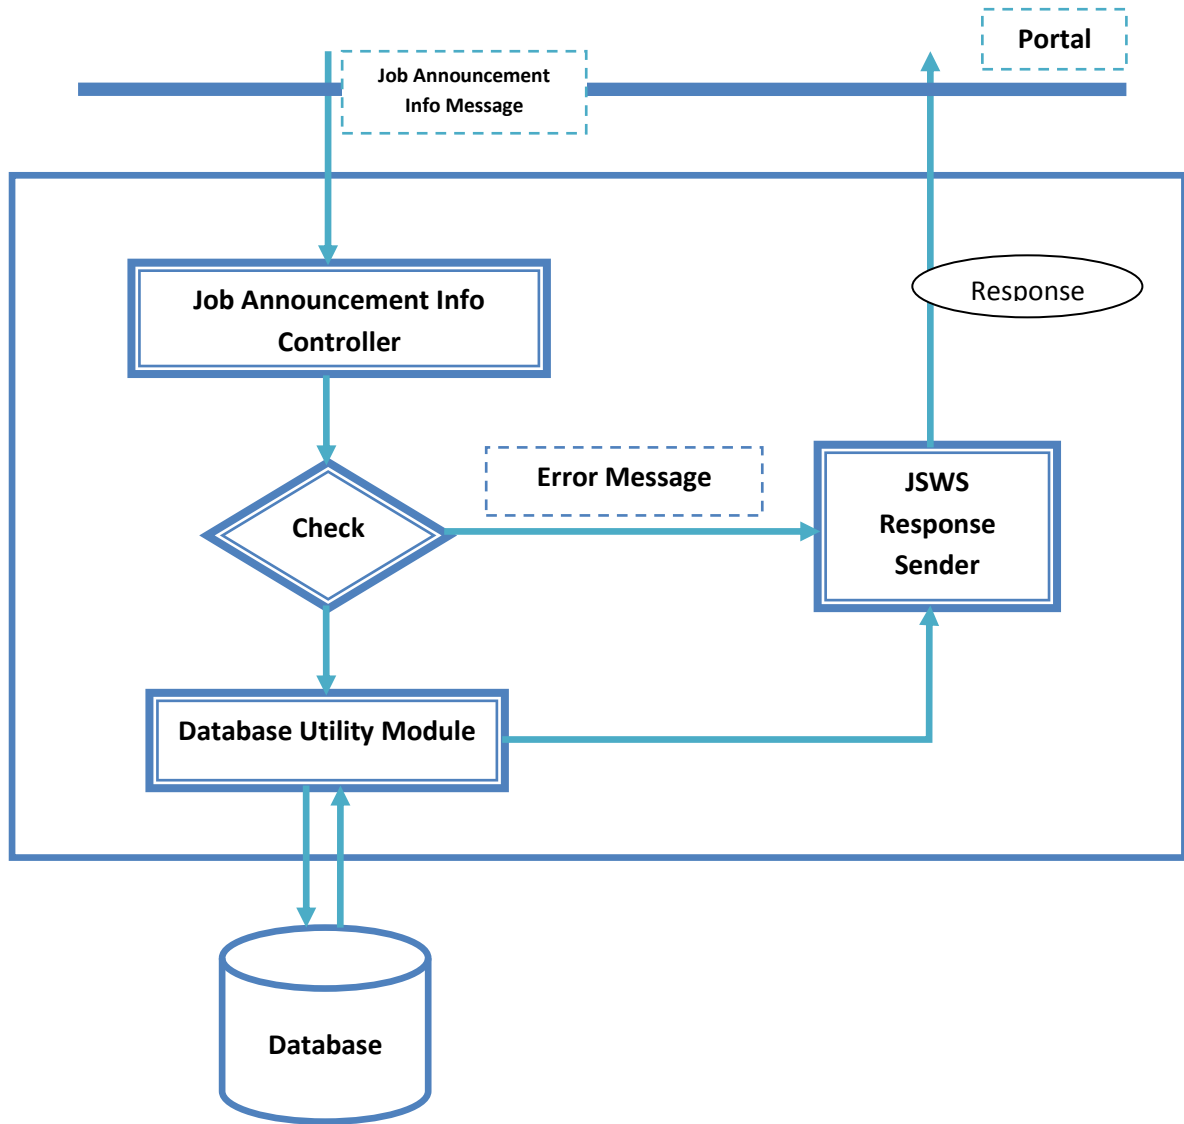 Portal
Job Announcement
Info Message
Job Announcement Info
Controller
Response
Error Message
JSWS
Response
Sender
Check
Database Utility Module
Database